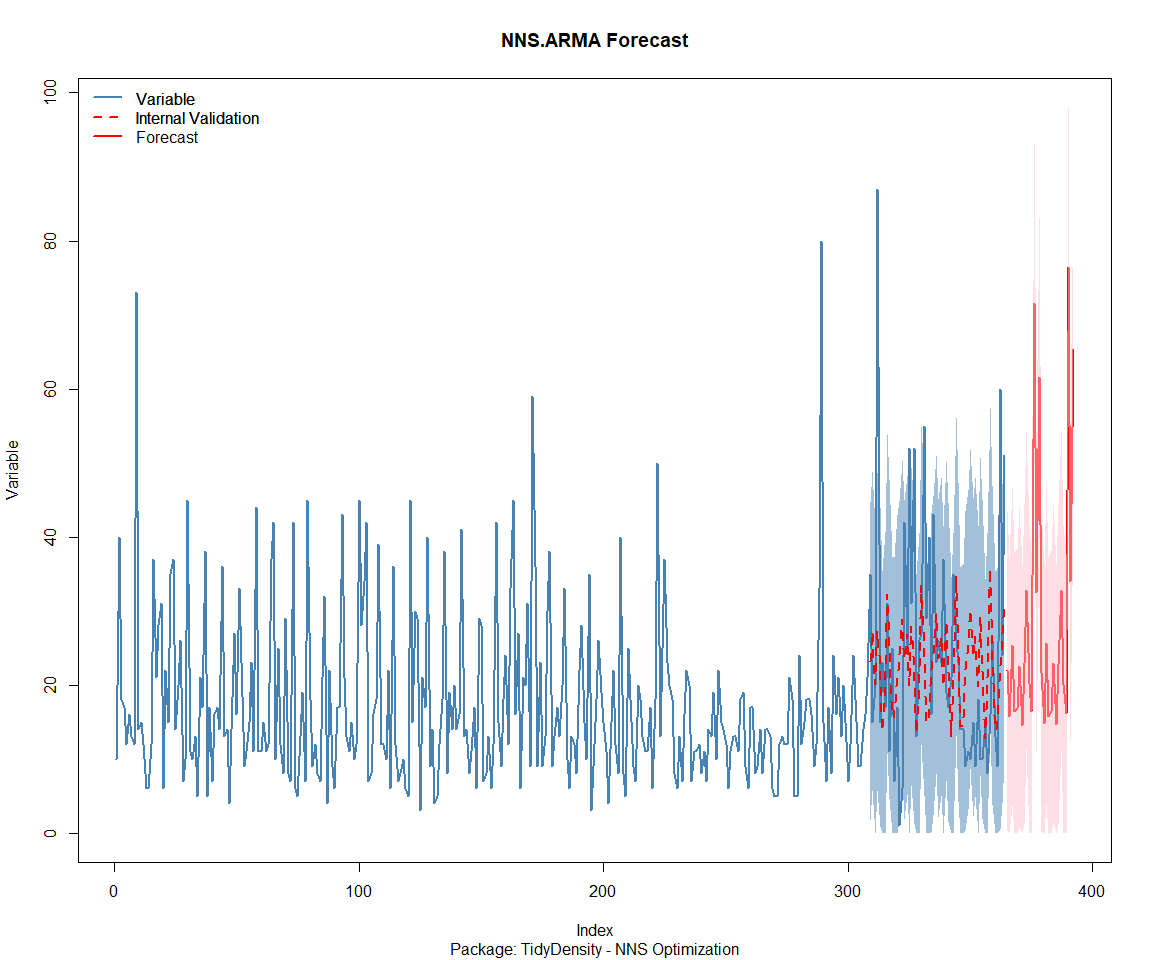 NNS.ARMA Forecast
Variable
Internal Validation
Forecast
Variable
100
80
60
40
20
0
0 100 200 300 400
Index
Package: TidyDensity - NNS Optimization